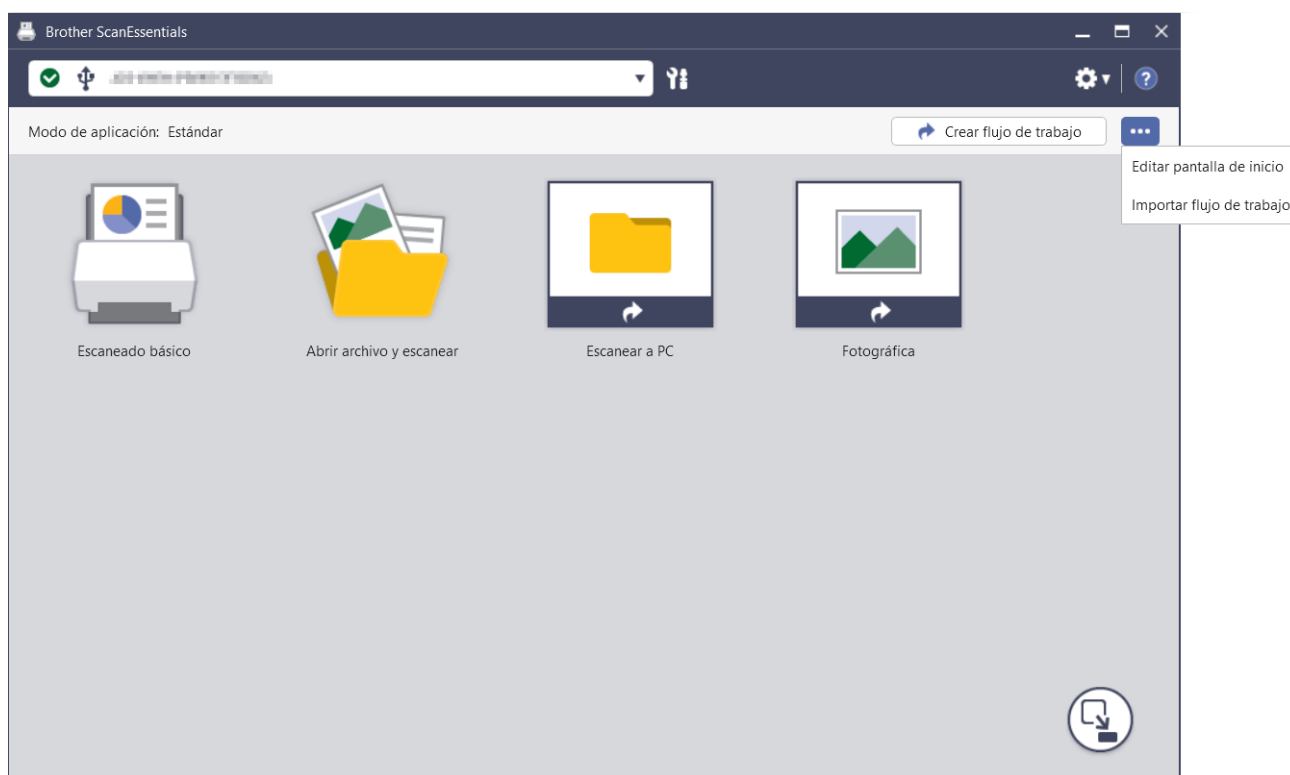 Brother ScanEssentials
Modo de aplicación: Estándar
Crear flujo de trabajo
Editar pantalla de inicio
Importar flujo de trabajo
Escaneado básico
Abrir archivo y escanear
Escanear a PC
Fotográfica